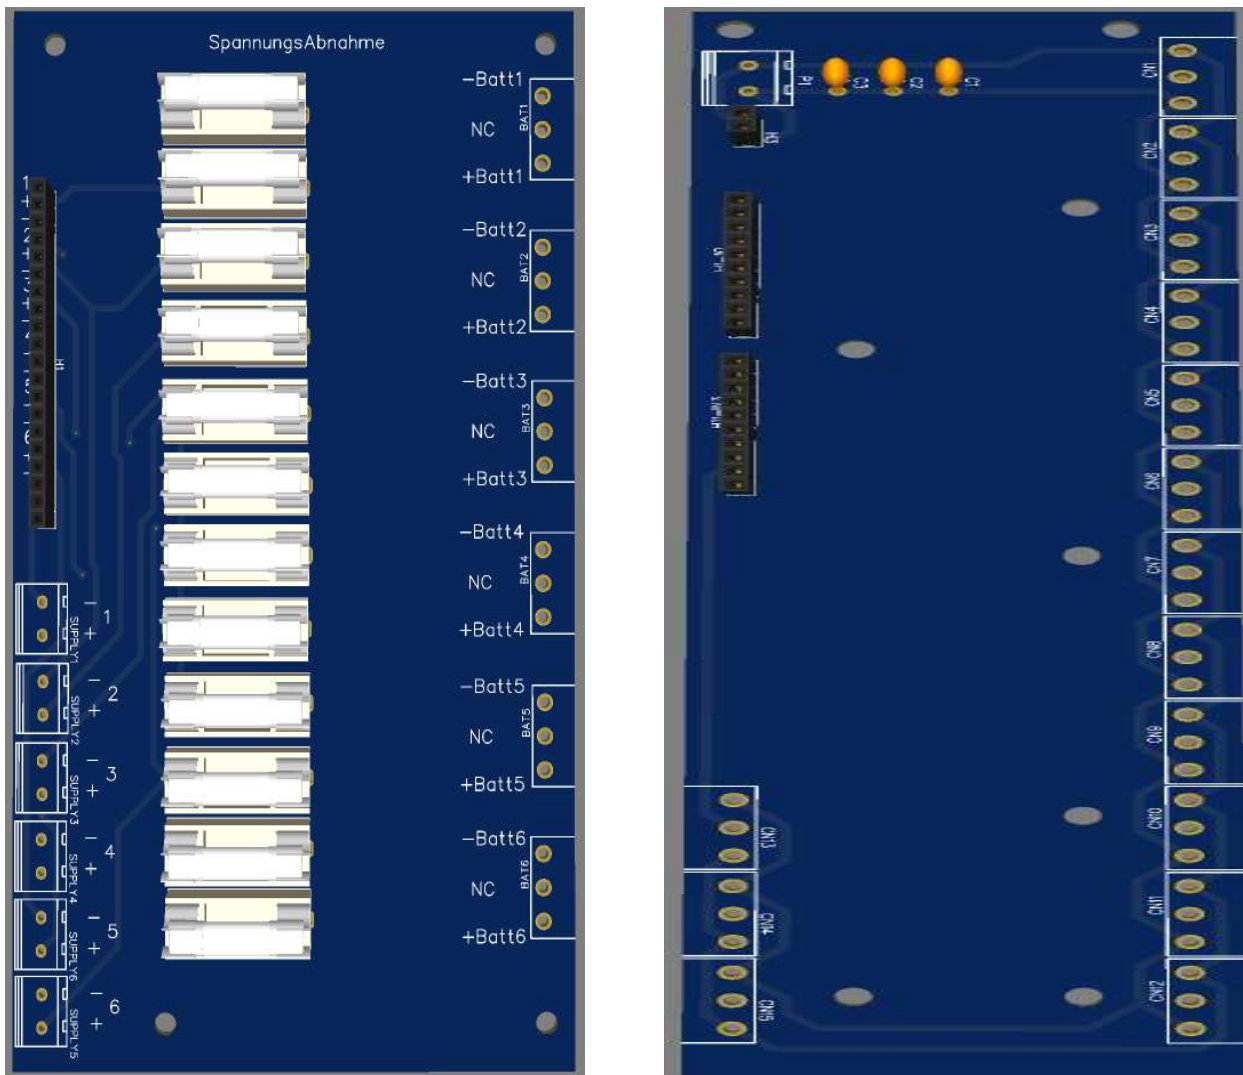 SpannungsAbnahme
-Batt1
NC
+Batt1
BAT1
-Batt2
NC
+Batt2
BAT2
-Batt3
NC
+Batt3
BAT3
-Batt4
NC
+Batt4
BAT4
-Batt5
NC
+Batt5
BAT5
-Batt6
NC
+Batt6
BAT6
1
H1
- 1
+
SUPPLY1
- 2
+
SUPPLY2
- 3
+
SUPPLY3
- 4
+
SUPPLY4
- 5
+
SUPPLY6
- 6
+
SUPPLY5
P1
C3
C2
C1
H3
CN1
CN2
CN3
CN4
CN5
CN6
CN7
CN8
CN9
CN10
CN11
CN12
CN13
CN14
CN15